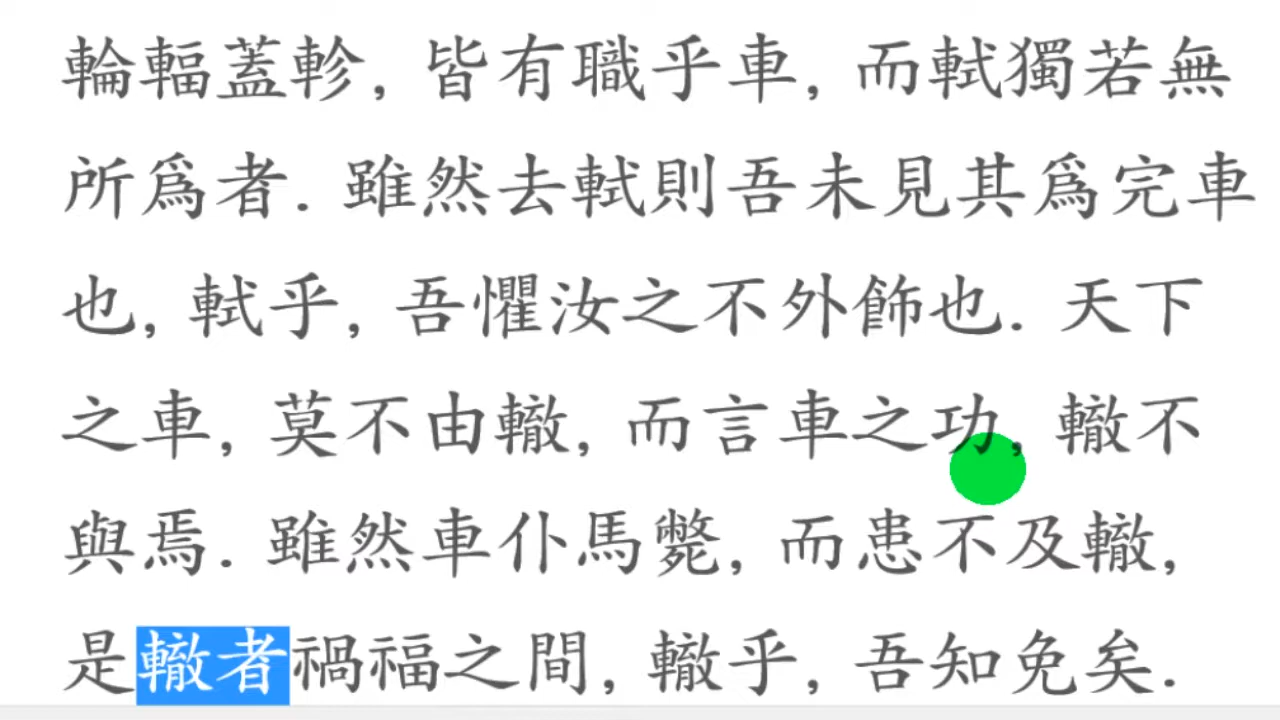 輪輻蓋軫, 皆有職乎車, 而軾獨若無
所爲者. 雖然去軾則吾未見其爲完車
也, 軾乎, 吾懼汝之不外飾也. 天下
之車, 莫不由轍, 而言車之功, 轍不
與焉. 雖然車仆馬斃, 而患不及轍,
是轍者禍福之間, 轍乎, 吾知免矣.